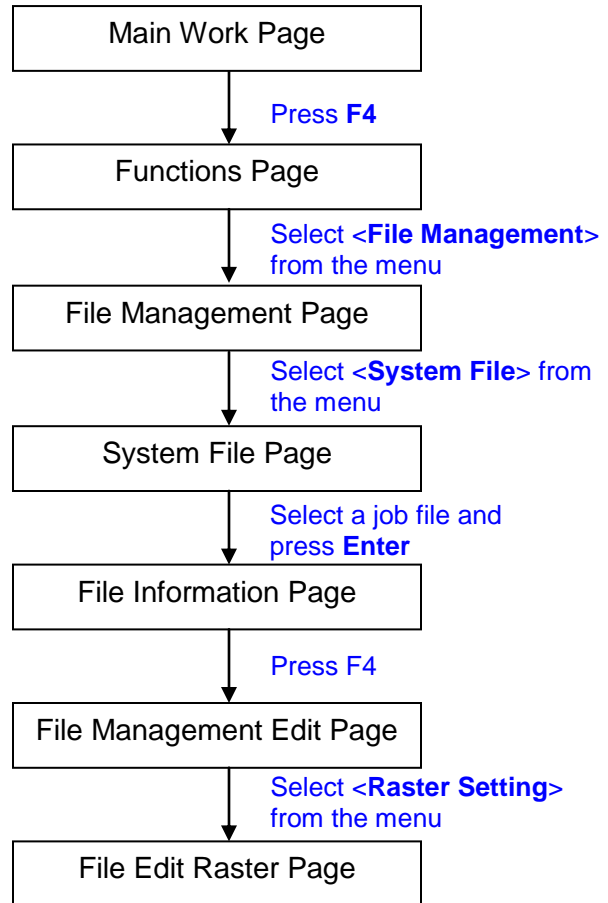 Main Work Page
Press F4
Functions Page
Select <File Management>
from the menu
File Management Page
Select <System File> from
the menu
System File Page
Select a job file and
press Enter
File Information Page
Press F4
File Management Edit Page
Select <Raster Setting>
from the menu
File Edit Raster Page